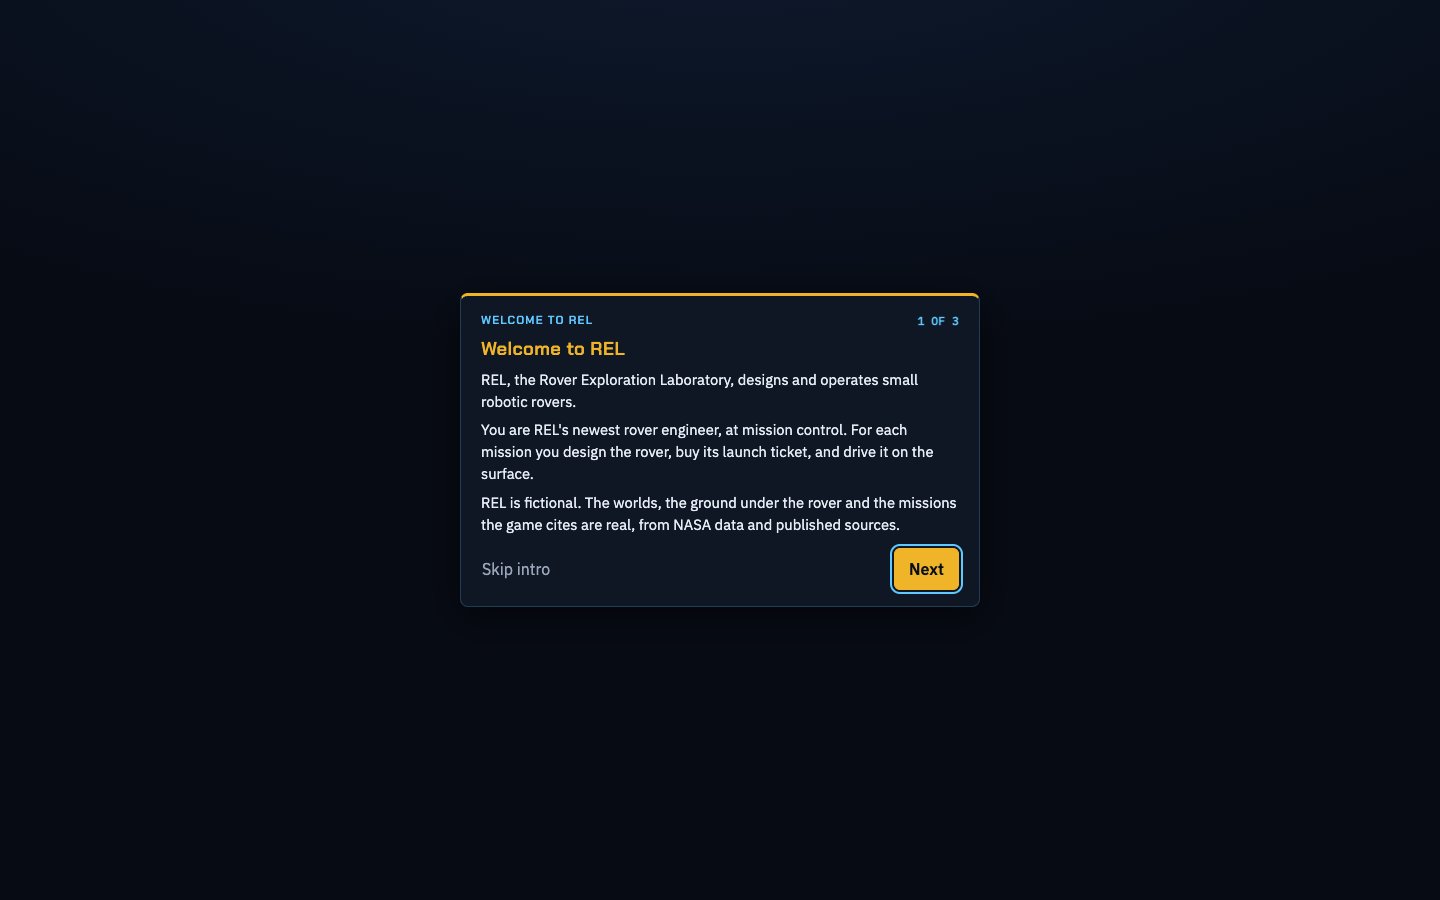 WELCOME TO REL
1 OF 3
Welcome to REL
REL, the Rover Exploration Laboratory, designs and operates small
robotic rovers.
You are REL's newest rover engineer, at mission control. For each
mission you design the rover, buy its launch ticket, and drive it on the
surface.
REL is fictional. The worlds, the ground under the rover and the missions
the game cites are real, from NASA data and published sources.
Skip intro
Next